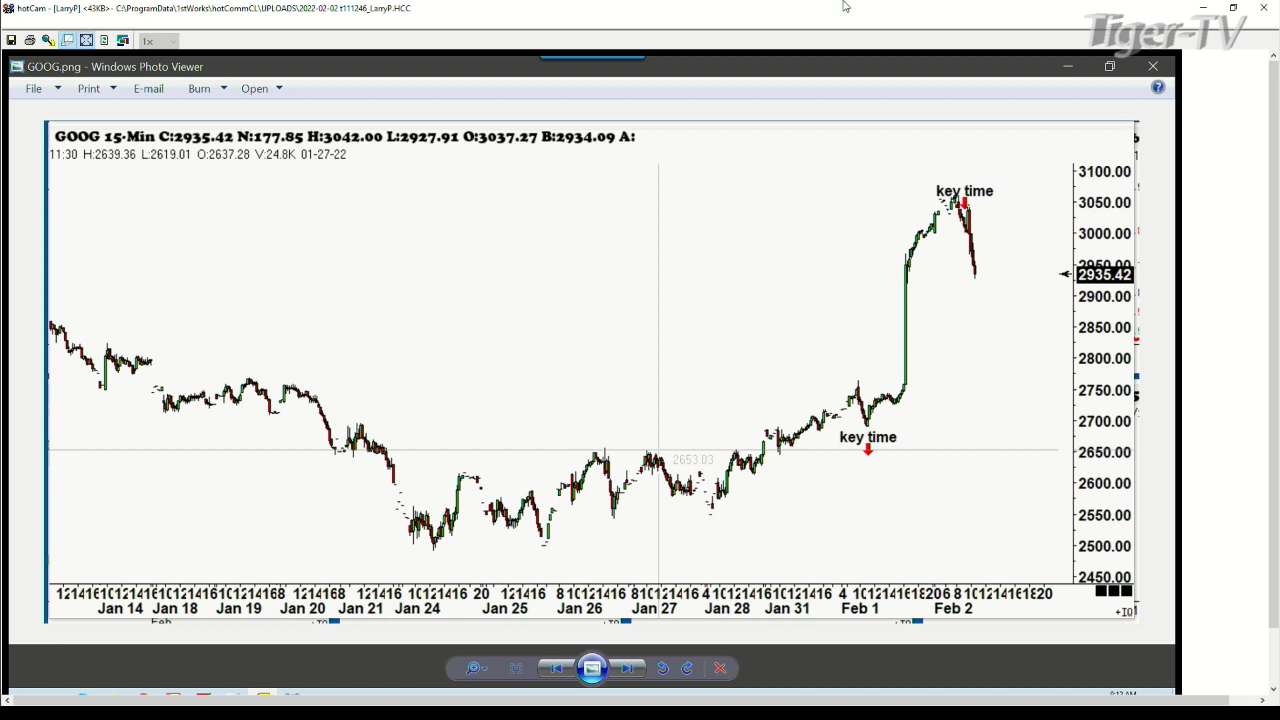 hotCam - [LarryP] <43KB>- C:\ProgramData\1stWorks\hotCommCL\UPLOADS\2022-02-02 t111246_LarryP.HCC
Tiger-TV
1x
GOOG.png - Windows Photo Viewer
File Print E-mail Burn Open
GOOG 15-Min C:2935.42 N:177.85 H:3042.00 L:2927.91 O:3037.27 B:2934.09 A:
11:30 H:2639.36 L:2619.01 O:2637.28 V:24.8K 01-27-22
3100.00
key time
3050.00
3000.00
2950.00
2935.42
2900.00
2850.00
2800.00
2750.00
2700.00
key time
2650.00
2653.03
2600.00
2550.00
2500.00
2450.00
Jan 14 Jan 18 Jan 19 Jan 20 Jan 21 Jan 24 Jan 25 Jan 26 Jan 27 Jan 28 Jan 31 Feb 1 Feb 2